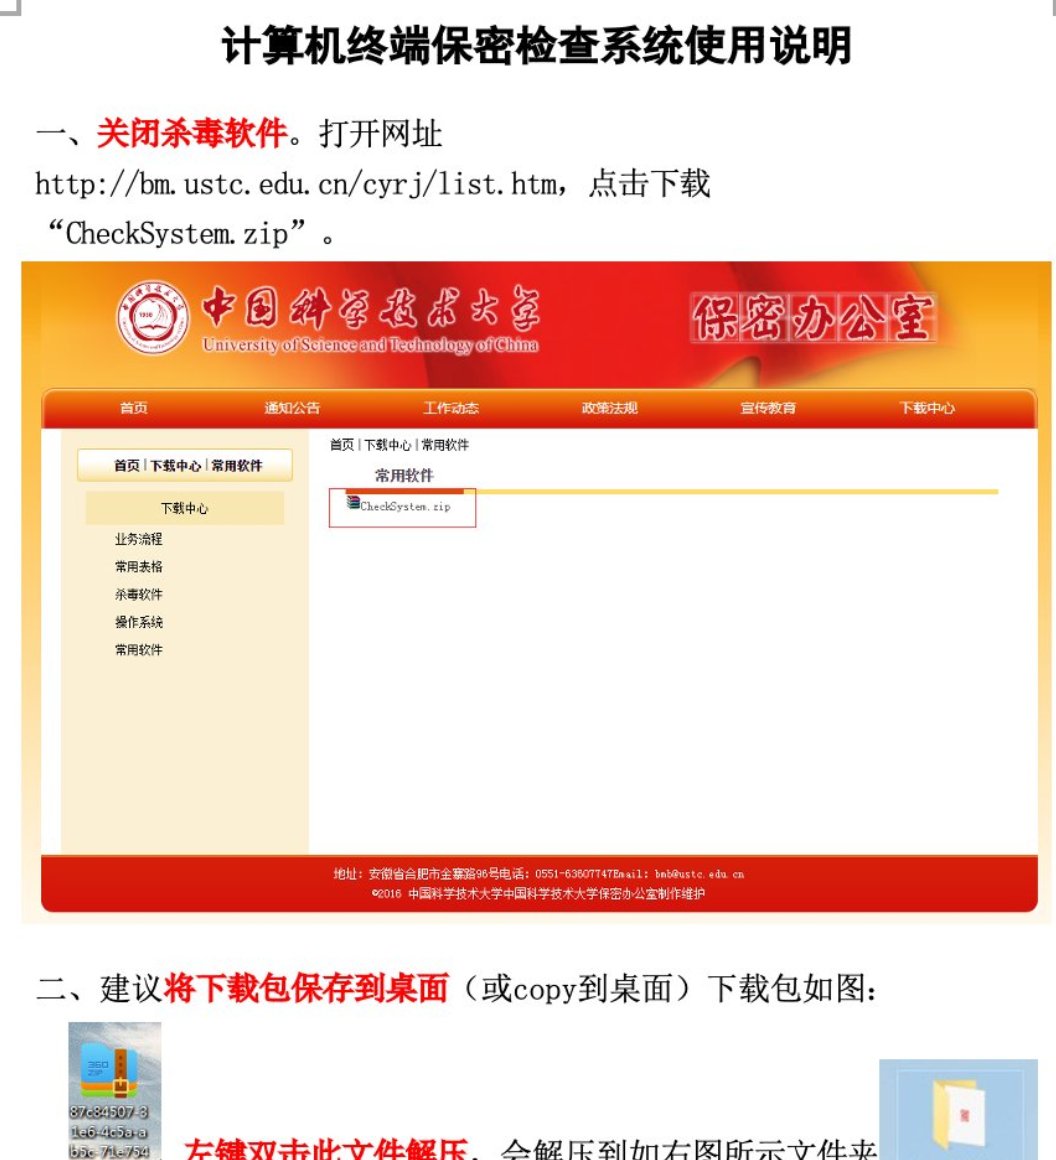 计算机终端保密检查系统使用说明
一、关闭杀毒软件。打开网址
http://bm.ustc.edu.cn/cyrj/list.htm，点击下载
“CheckSystem.zip”。
中国科学技术大学
University of Science and Technology of China
保密办公室
1958
首页 通知公告 工作动态 政策法规 宣传教育 下载中心
首页 | 下载中心 | 常用软件
首页 | 下载中心 | 常用软件
常用软件
CheckSystem.zip
下载中心
业务流程
常用表格
杀毒软件
操作系统
常用软件
地址：安徽省合肥市金寨路96号电话：0551-63607747Email：bmb@ustc.edu.cn
©2016 中国科学技术大学中国科学技术大学保密办公室制作维护
二、建议将下载包保存到桌面（或copy到桌面）下载包如图：
360
ZIP
87c84507-3
1e6-4c5a-a
b5c-71e754
左键双击此文件解压，会解压到如右图所示文件夹